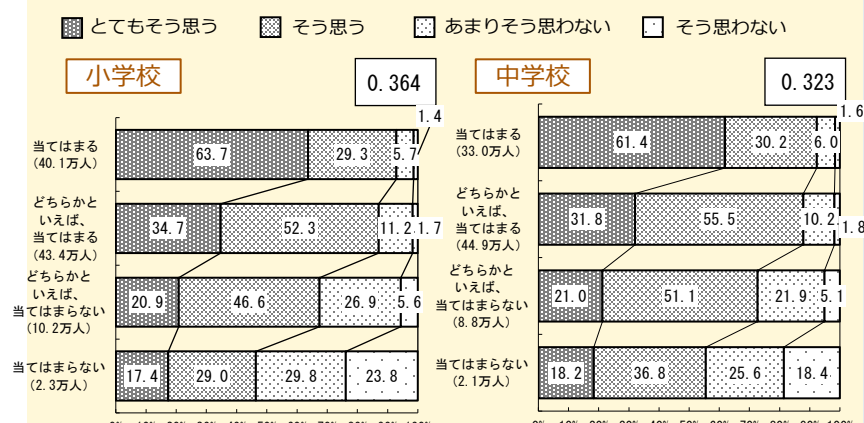 とてもそう思う そう思う あまりそう思わない そう思わない
小学校
0.364
中学校
0.323
1.4
当てはまる
(40.1万人)
63.7 29.3 5.7
どちらかと
いえば、
当てはまる
(43.4万人)
34.7 52.3 11.2 1.7
どちらかと
いえば、
当てはまらない
(10.2万人)
20.9 46.6 26.9 5.6
当てはまらない
(2.3万人)
17.4 29.0 29.8 23.8
1.6
当てはまる
(33.0万人)
61.4 30.2 6.0
どちらかと
いえば、
当てはまる
(44.9万人)
31.8 55.5 10.2 1.8
どちらかと
いえば、
当てはまらない
(8.8万人)
21.0 51.1 21.9 5.1
当てはまらない
(2.1万人)
18.2 36.8 25.6 18.4